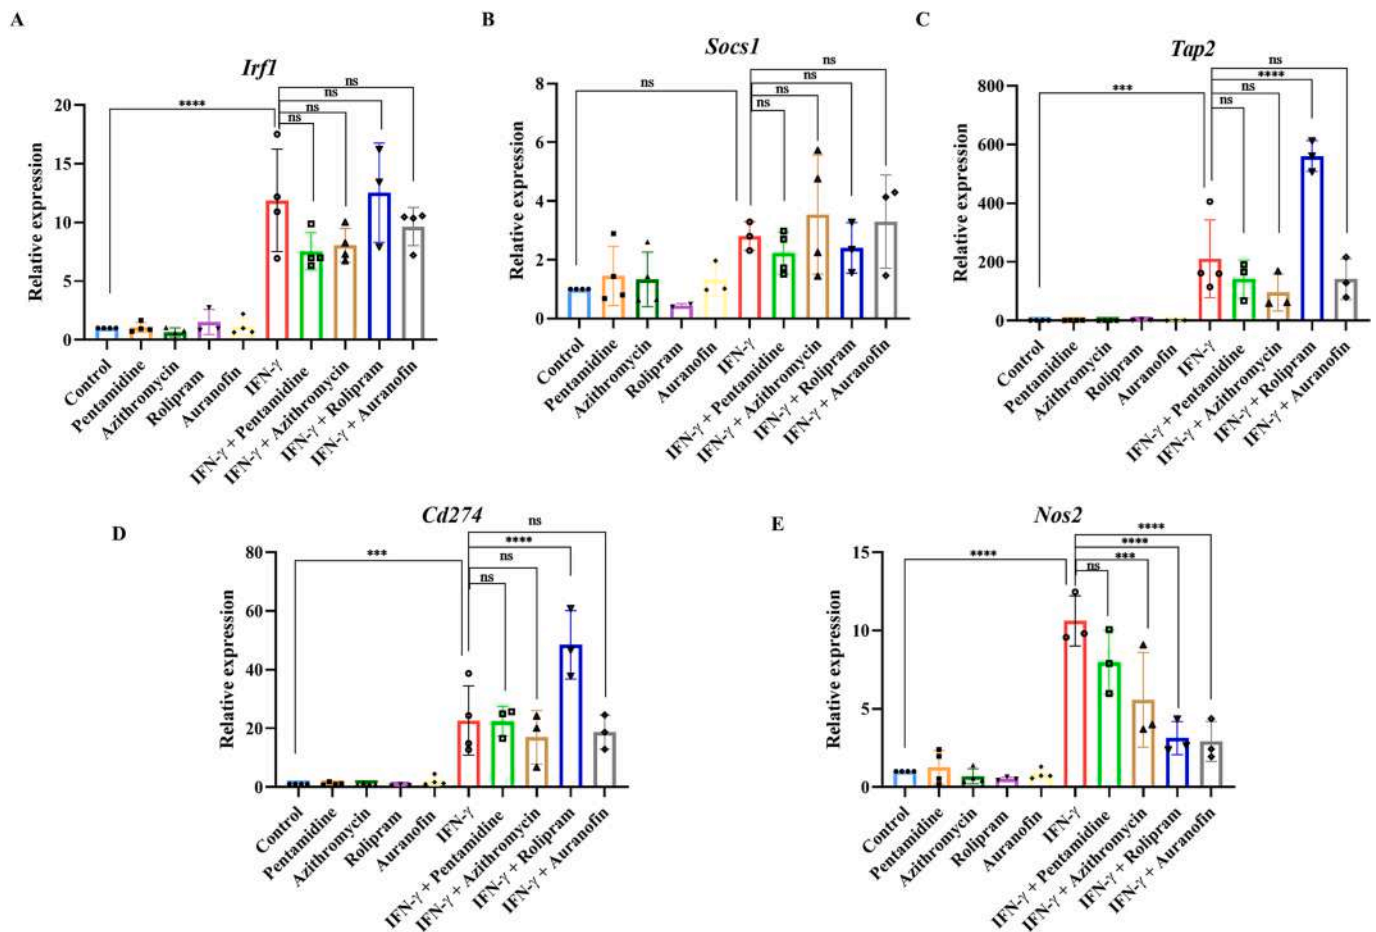 A
Irf1
Relative expression
20
15
10
5
0
****
ns
ns
ns
ns
Control
Pentamidine
Azithromycin
Rolipram
Auranofin
IFN-γ
IFN-γ + Pentamidine
IFN-γ + Azithromycin
IFN-γ + Rolipram
IFN-γ + Auranofin
B
Socs1
Relative expression
8
6
4
2
0
ns
ns
ns
ns
ns
Control
Pentamidine
Azithromycin
Rolipram
Auranofin
IFN-γ
IFN-γ + Pentamidine
IFN-γ + Azithromycin
IFN-γ + Rolipram
IFN-γ + Auranofin
C
Tap2
Relative expression
800
600
400
200
0
***
ns
****
ns
ns
Control
Pentamidine
Azithromycin
Rolipram
Auranofin
IFN-γ
IFN-γ + Pentamidine
IFN-γ + Azithromycin
IFN-γ + Rolipram
IFN-γ + Auranofin
D
Cd274
Relative expression
80
60
40
20
0
***
ns
****
ns
ns
Control
Pentamidine
Azithromycin
Rolipram
Auranofin
IFN-γ
IFN-γ + Pentamidine
IFN-γ + Azithromycin
IFN-γ + Rolipram
IFN-γ + Auranofin
E
Nos2
Relative expression
15
10
5
0
****
****
****
***
ns
Control
Pentamidine
Azithromycin
Rolipram
Auranofin
IFN-γ
IFN-γ + Pentamidine
IFN-γ + Azithromycin
IFN-γ + Rolipram
IFN-γ + Auranofin